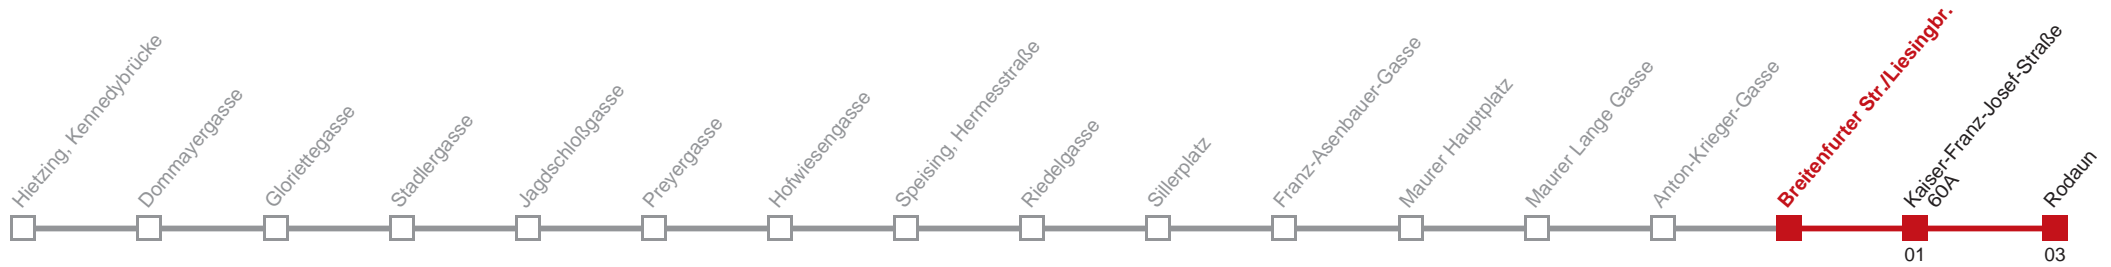 Hietzing, Kennedybrücke
Dommayergasse
Gloriettegasse
Stadlergasse
Jagdschloßgasse
Preyergasse
Hofwiesengasse
Speising, Hermesstraße
Riedelgasse
Sillerplatz
Franz-Asenbauer-Gasse
Maurer Hauptplatz
Maurer Lange Gasse
Anton-Krieger-Gasse
Breitenfurter Str./Liesingbr.
Kaiser-Franz-Josef-Straße
60A
Rodaun
01
03